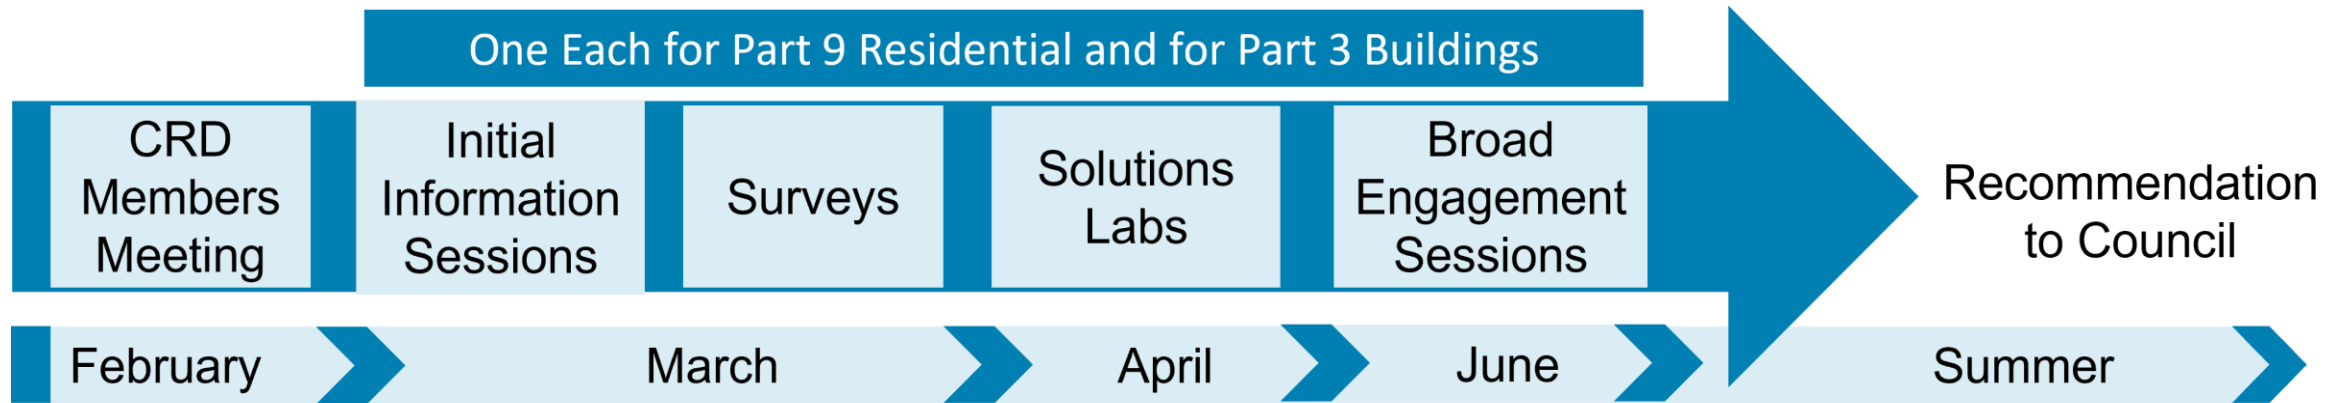 One Each for Part 9 Residential and for Part 3 Buildings
CRD
Members
Meeting
Initial
Information
Sessions
Surveys
Solutions
Labs
Broad
Engagement
Sessions
Recommendation
to Council
February
March
April
June
Summer